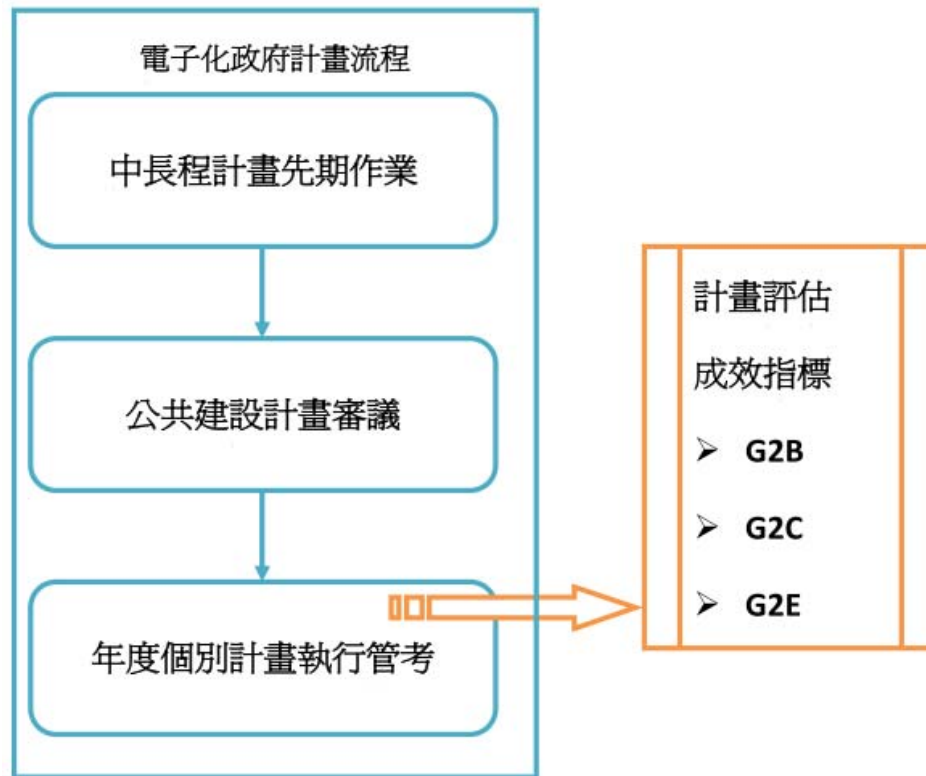 電子化政府計畫流程
中長程計畫先期作業
公共建設計畫審議
年度個別計畫執行管考
計畫評估
成效指標
➢ G2B
➢ G2C
➢ G2E